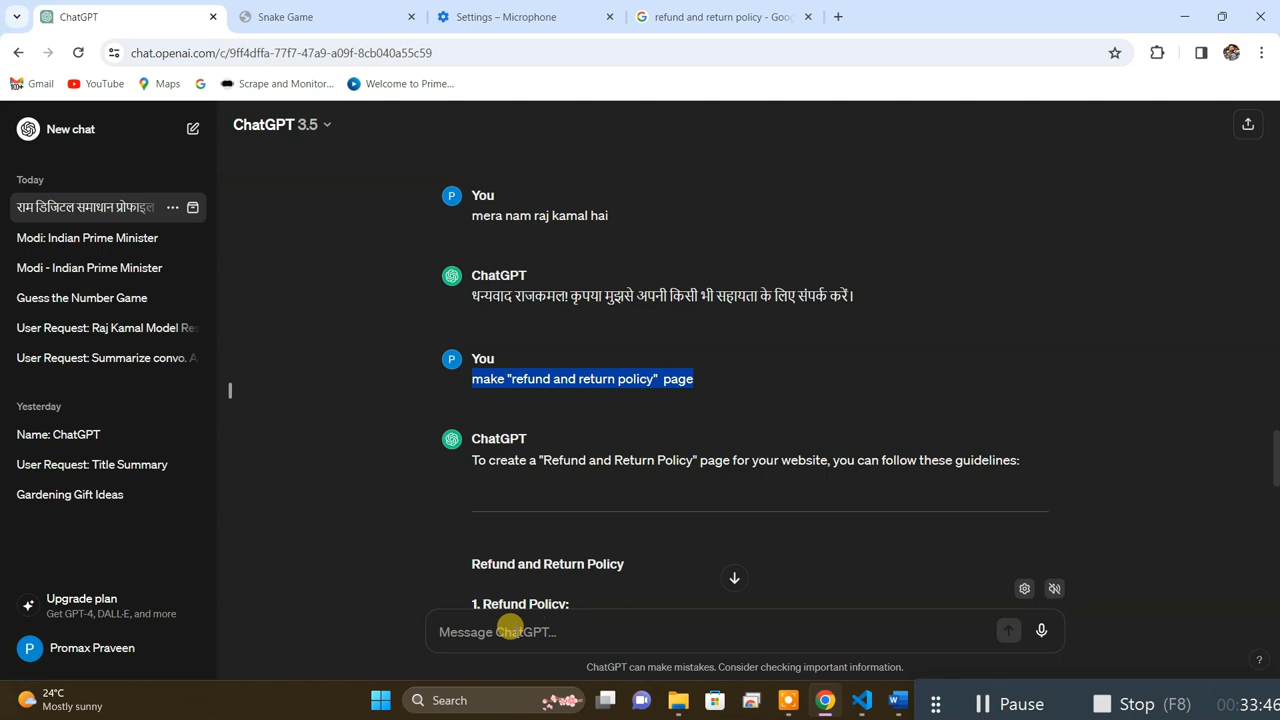 ChatGPT
Snake Game
Settings – Microphone
refund and return policy - Goo
chat.openai.com/c/9ff4dffa-77f7-47a9-a09f-8cb040a55c59
Gmail
YouTube
Maps
Scrape and Monitor...
Welcome to Prime...
New chat
ChatGPT 3.5
Today
राम डिजिटल समाधान प्रोफाइल
Modi: Indian Prime Minister
Modi - Indian Prime Minister
Guess the Number Game
User Request: Raj Kamal Model Re
User Request: Summarize convo. A
Yesterday
Name: ChatGPT
User Request: Title Summary
Gardening Gift Ideas
Upgrade plan
Get GPT-4, DALL·E, and more
P
Promax Praveen
P
You
mera nam raj kamal hai
ChatGPT
धन्यवाद राजकमल! कृपया मुझसे अपनी किसी भी सहायता के लिए संपर्क करें।
P
You
make "refund and return policy" page
ChatGPT
To create a "Refund and Return Policy" page for your website, you can follow these guidelines:
Refund and Return Policy
1. Refund Policy:
Message ChatGPT...
ChatGPT can make mistakes. Consider checking important information.
?
24°C
Mostly sunny
Search
Pause
Stop (F8)
00:33:46